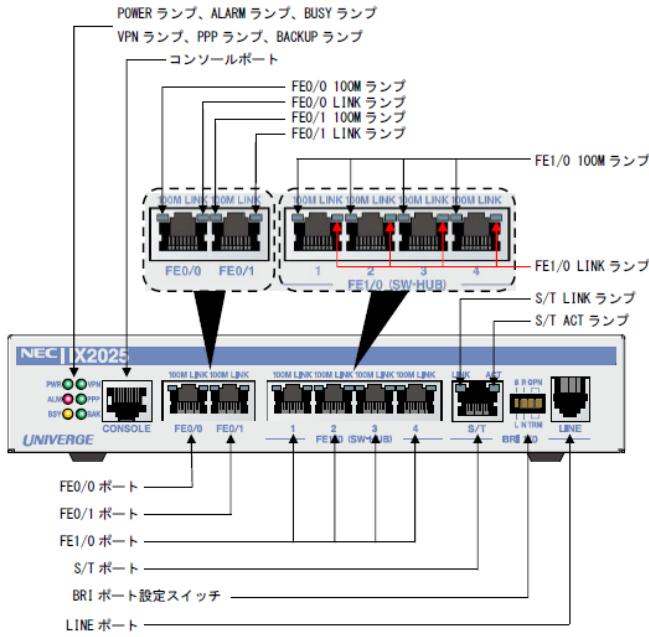 POWER ランプ、ALARM ランプ、BUSY ランプ
VPN ランプ、PPP ランプ、BACKUP ランプ
コンソールポート
FE0/0 100M ランプ
FE0/0 LINK ランプ
FE0/1 100M ランプ
FE0/1 LINK ランプ
FE1/0 100M ランプ
100M LINK 100M LINK
100M LINK 100M LINK 100M LINK 100M LINK
FE0/0 FE0/1
1 2 3 4
FE1/0 (SW-HUB)
FE1/0 LINK ランプ
S/T LINK ランプ
S/T ACT ランプ
NEC IX2025
PWR VPN
ALM PPP
BSY BAK
CONSOLE
100M LINK 100M LINK
FE0/0 FE0/1
100M LINK 100M LINK 100M LINK 100M LINK
1 2 3 4
FE1/0 (SW-HUB)
LINK ACT
S/T
S R OPN
L N TRM
BRI 1/0
LINE
UNIVERGE
FE0/0 ポート
FE0/1 ポート
FE1/0 ポート
S/T ポート
BRI ポート設定スイッチ
LINE ポート